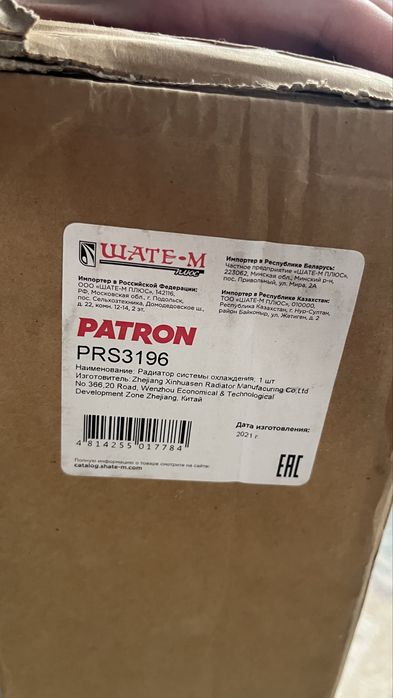 ШАТЕ-М
ПЛЮС
Импортер в Российской Федерации:
ООО «ШАТЕ-М ПЛЮС», 142116,
РФ, Московская обл., г. Подольск,
пос. Сельхозтехника, Домодедовское ш.,
д. 22, комн. 12-14, 2 эт.
Импортер в Республике Беларусь:
Частное предприятие «ШАТЕ-М ПЛЮС»,
223062, Минская обл., Минский р-н,
пос. Привольный, ул. Мира, 2А
Импортер в Республике Казахстан:
ТОО «ШАТЕ-М ПЛЮС», 010000,
Республика Казахстан, г. Нур-Султан,
район Байконыр, ул. Жетиген, д. 2
PATRON
PRS3196
Наименование: Радиатор системы охлаждения, 1 шт
Изготовитель: Zhejiang Xinhuasen Radiator Manufacturing Co.,Ltd
No.366,20 Road, Wenzhou Economical & Technological
Development Zone Zhejiang, Китай
4 814255 017784
Дата изготовления:
2021 г.
Полную информацию о товаре смотрите на сайте:
catalog.shate-m.com
EAC